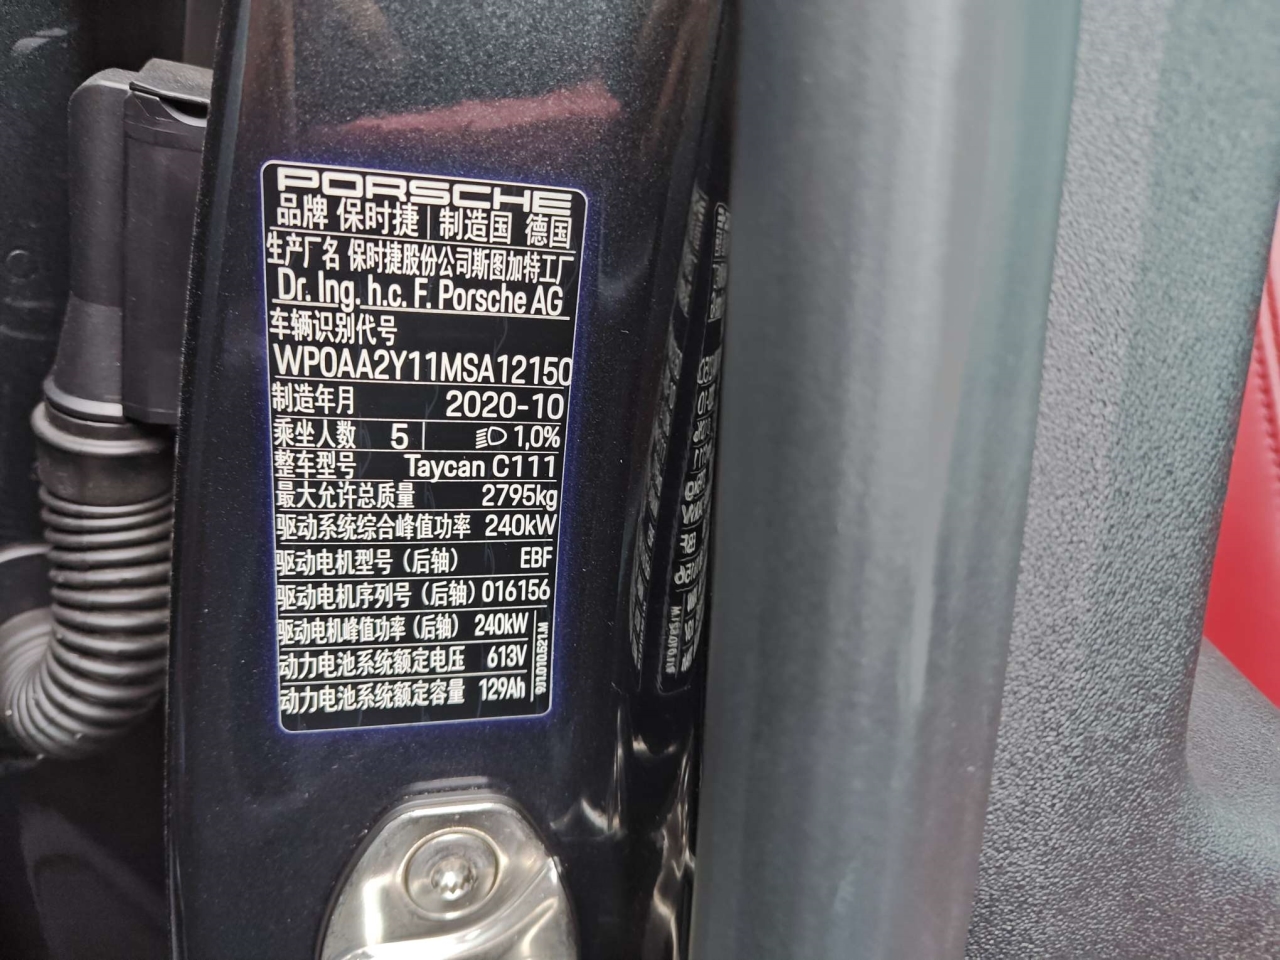 PORSCHE
品牌 保时捷 制造国 德国
生产厂名 保时捷股份公司斯图加特工厂
Dr. Ing. h.c. F. Porsche AG
车辆识别代号
WP0AA2Y11MSA12150
制造年月 2020-10
乘坐人数 5 1,0%
整车型号 Taycan C111
最大允许总质量 2795kg
驱动系统综合峰值功率 240kW
驱动电机型号（后轴） EBF
驱动电机序列号（后轴） 016156
驱动电机峰值功率（后轴） 240kW
动力电池系统额定电压 613V
动力电池系统额定容量 129Ah
9J1.010.521.M